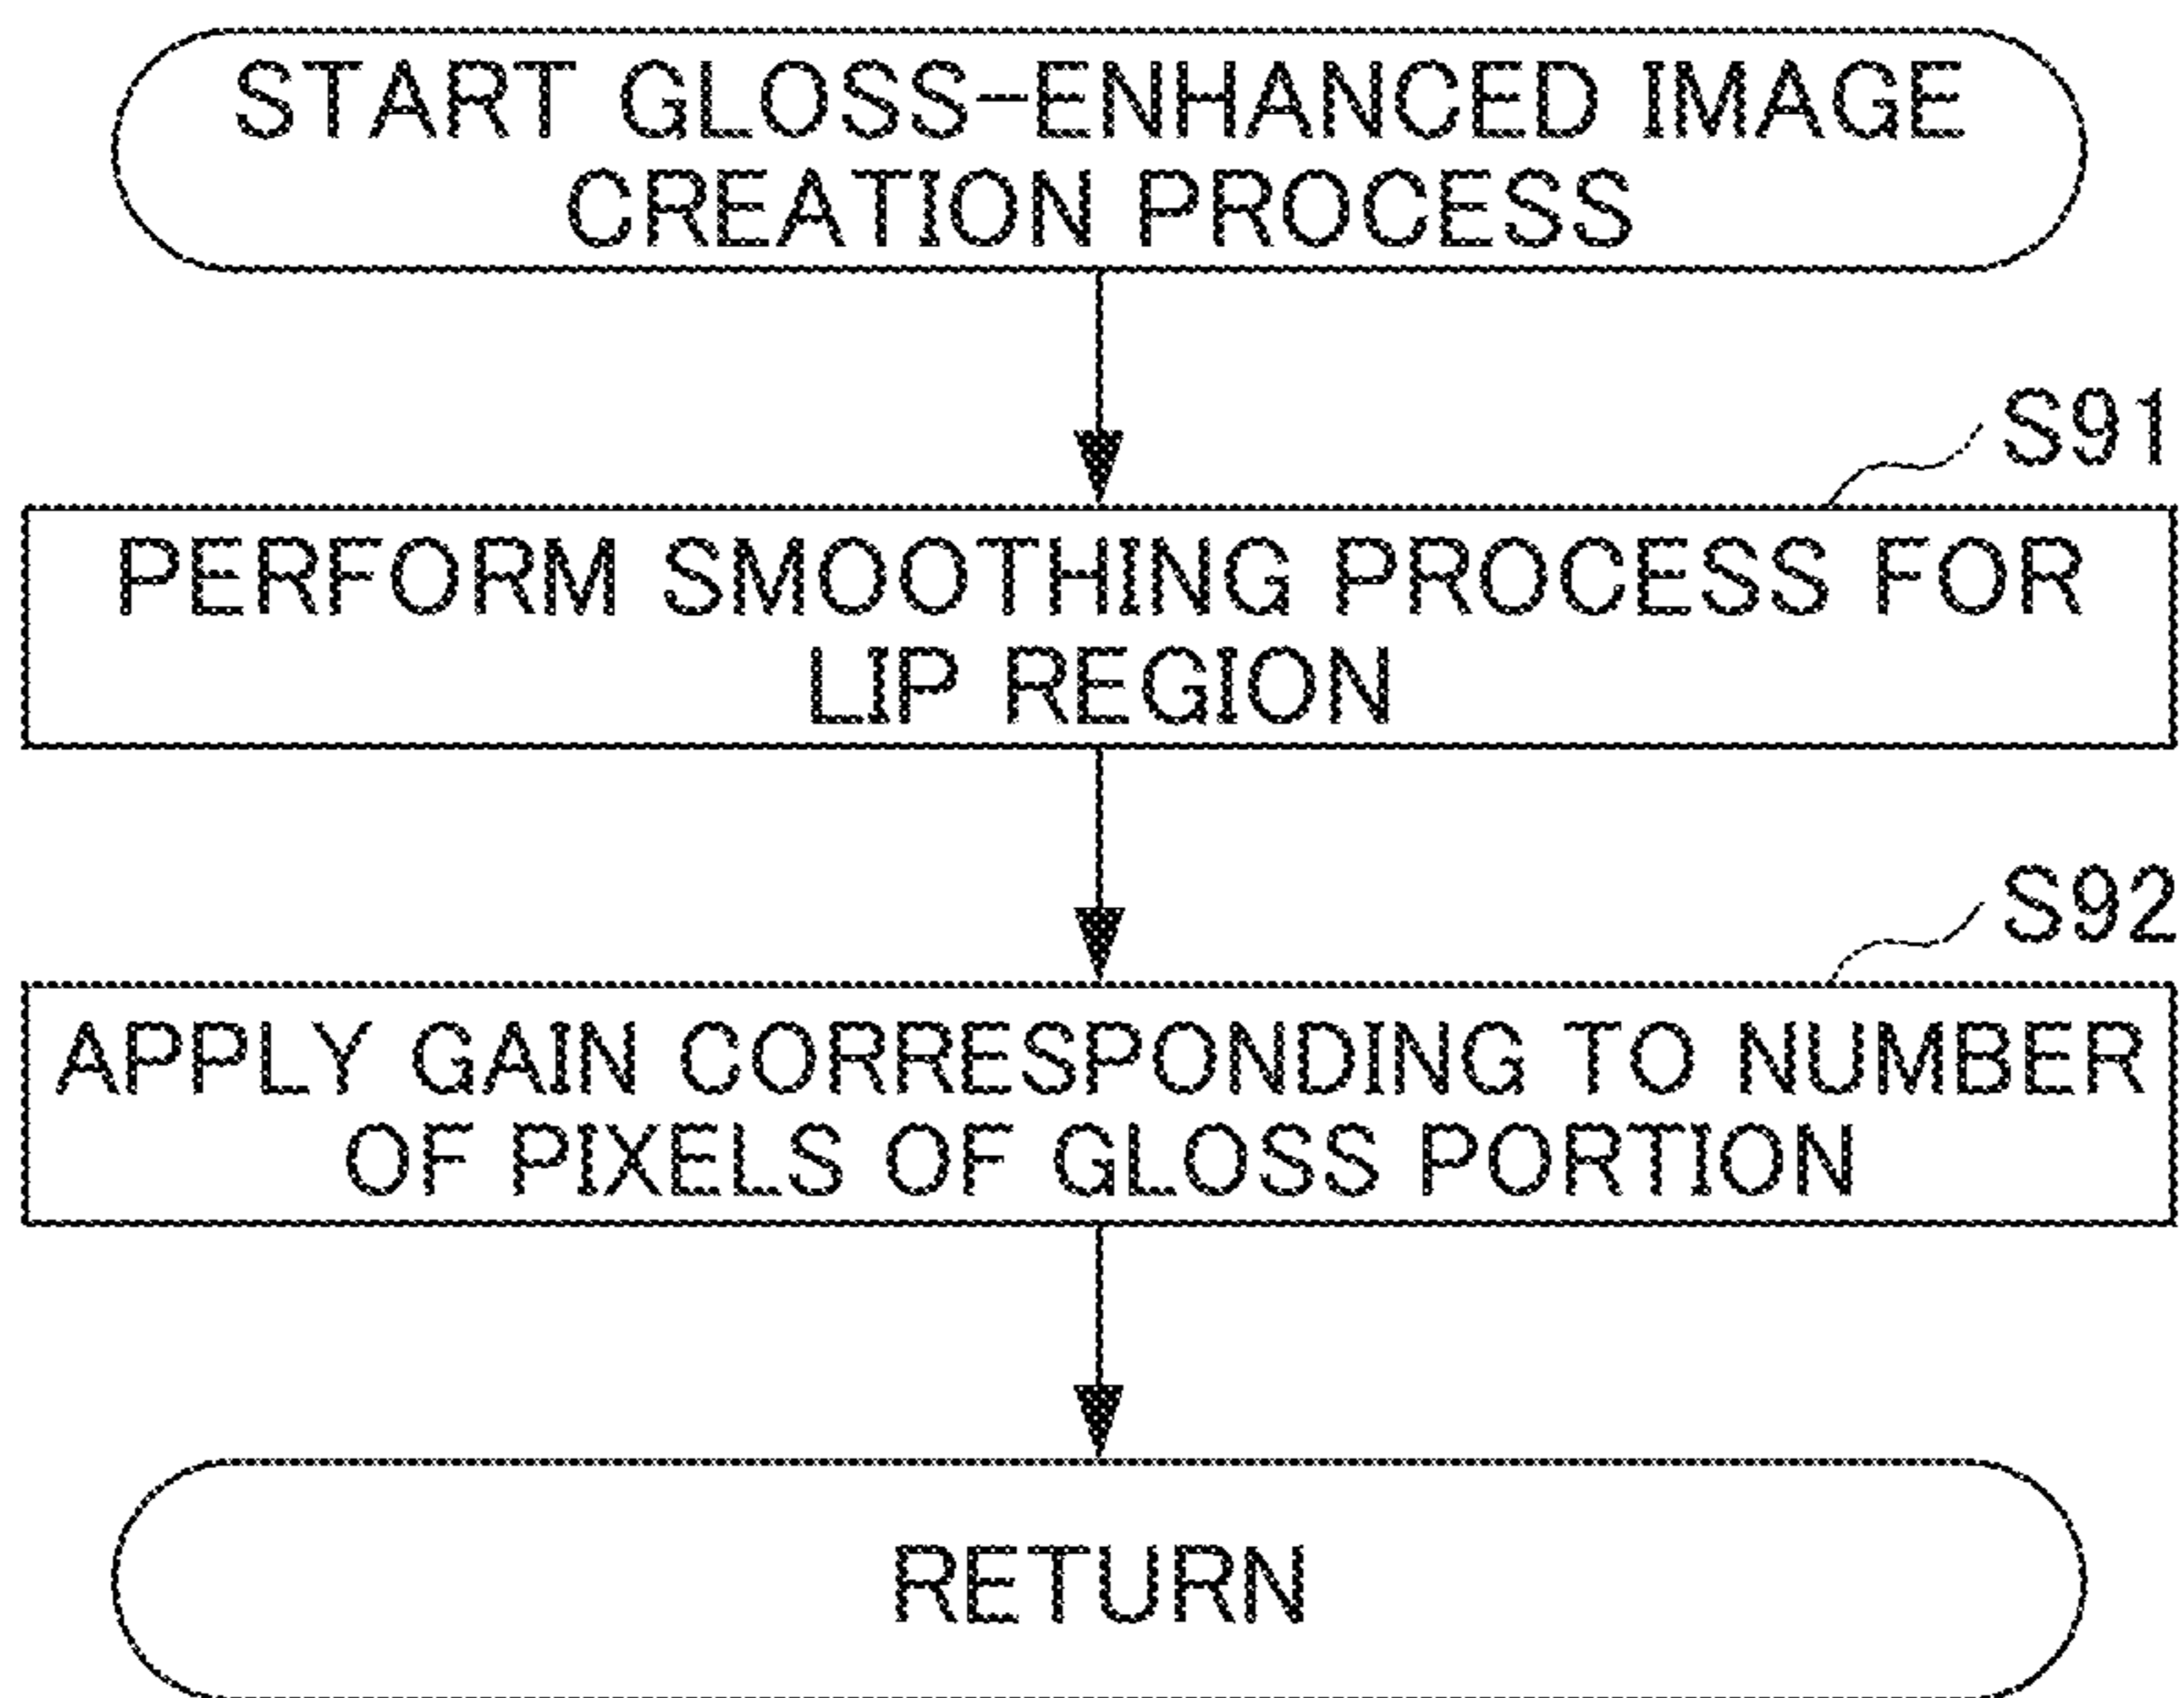 START GLOSS-ENHANCED IMAGE
CREATION PROCESS
S91
PERFORM SMOOTHING PROCESS FOR
LIP REGION
S92
APPLY GAIN CORRESPONDING TO NUMBER
OF PIXELS OF GLOSS PORTION
RETURN